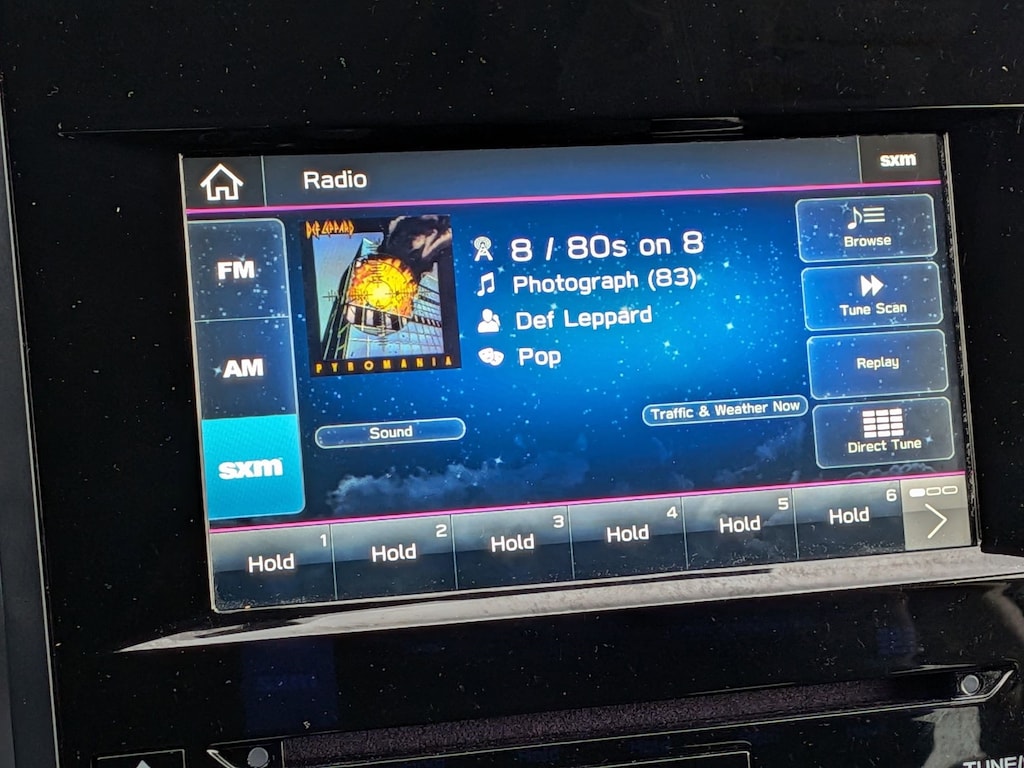 Radio
sxm
FM
AM
sxm
DEF LEPPARD
PYROMANIA
8 / 80s on 8
Photograph (83)
Def Leppard
Pop
Sound
Traffic & Weather Now
Browse
Tune Scan
Replay
Direct Tune
Hold 1
Hold 2
Hold 3
Hold 4
Hold 5
Hold 6
TUNE/